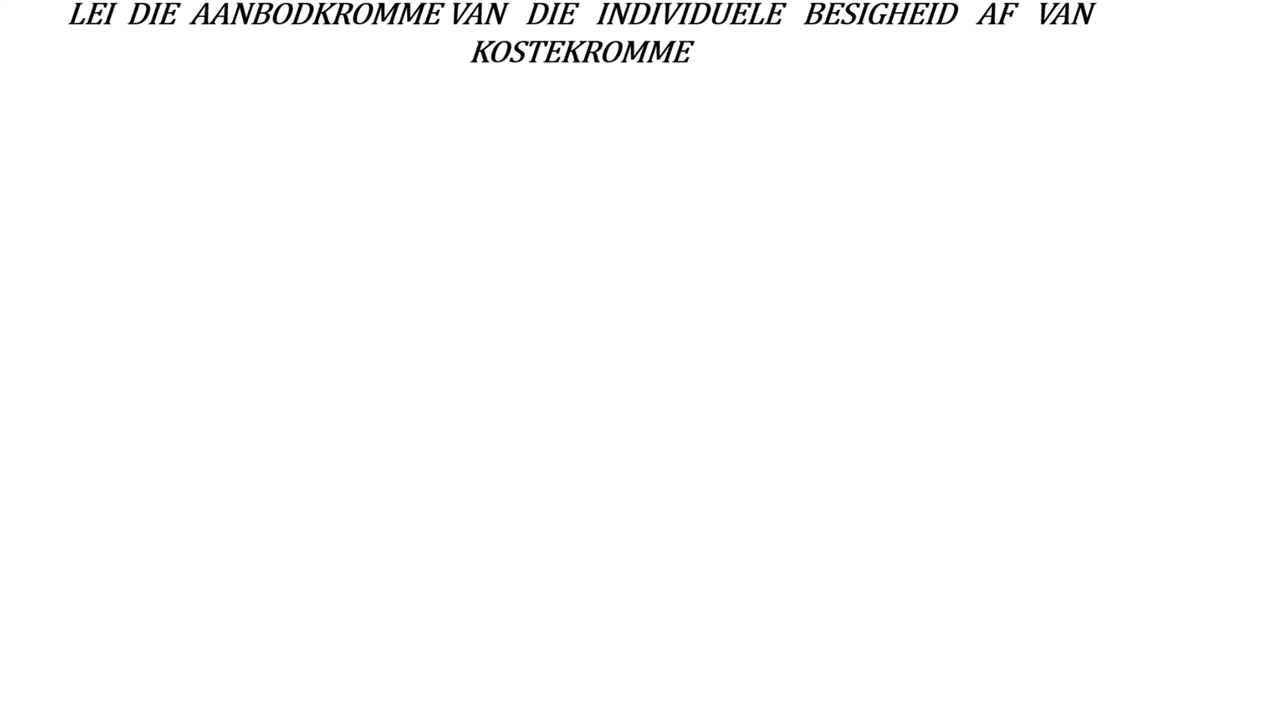 LEI DIE AANBODKROMME VAN DIE INDIVIDUELE BESIGHEID AF VAN
KOSTEKROMME